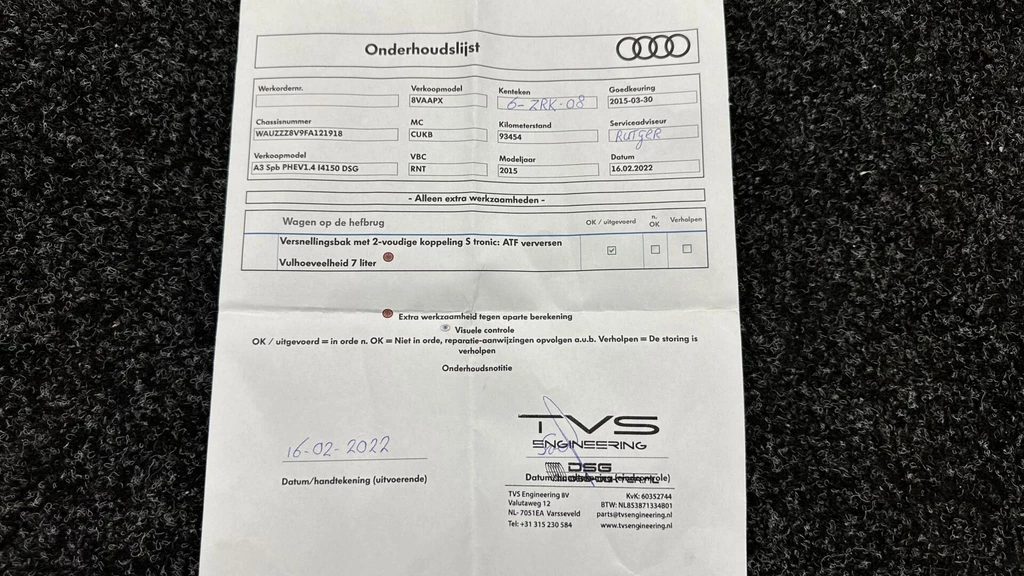 Onderhoudslijst
Werkordernr. Verkoopmodel Kenteken Goedkeuring
8VAAPX 6-ZRK-08 2015-03-30
Chassisnummer MC Kilometerstand Serviceadviseur
WAUZZZ8V9FA121918 CUKB 93454 RUTGER
Verkoopmodel VBC Modeljaar Datum
A3 Spb PHEV1.4 I4150 DSG RNT 2015 16.02.2022
- Alleen extra werkzaamheden -
Wagen op de hefbrug OK / uitgevoerd n. OK Verholpen
Versnellingsbak met 2-voudige koppeling S tronic: ATF verversen
Vulhoeveelheid 7 liter
Extra werkzaamheid tegen aparte berekening
Visuele controle
OK / uitgevoerd = in orde n. OK = Niet in orde, reparatie-aanwijzingen opvolgen a.u.b. Verholpen = De storing is
verholpen
Onderhoudsnotitie
TVS
ENGINEERING
16-02-2022
DSG
Datum/handtekening (uitvoerende)
TVS Engineering BV KvK: 60352744
Valutaweg 12 BTW: NL853871334B01
NL- 7051EA Varsseveld parts@tvsengineering.nl
Tel: +31 315 230 584 www.tvsengineering.nl